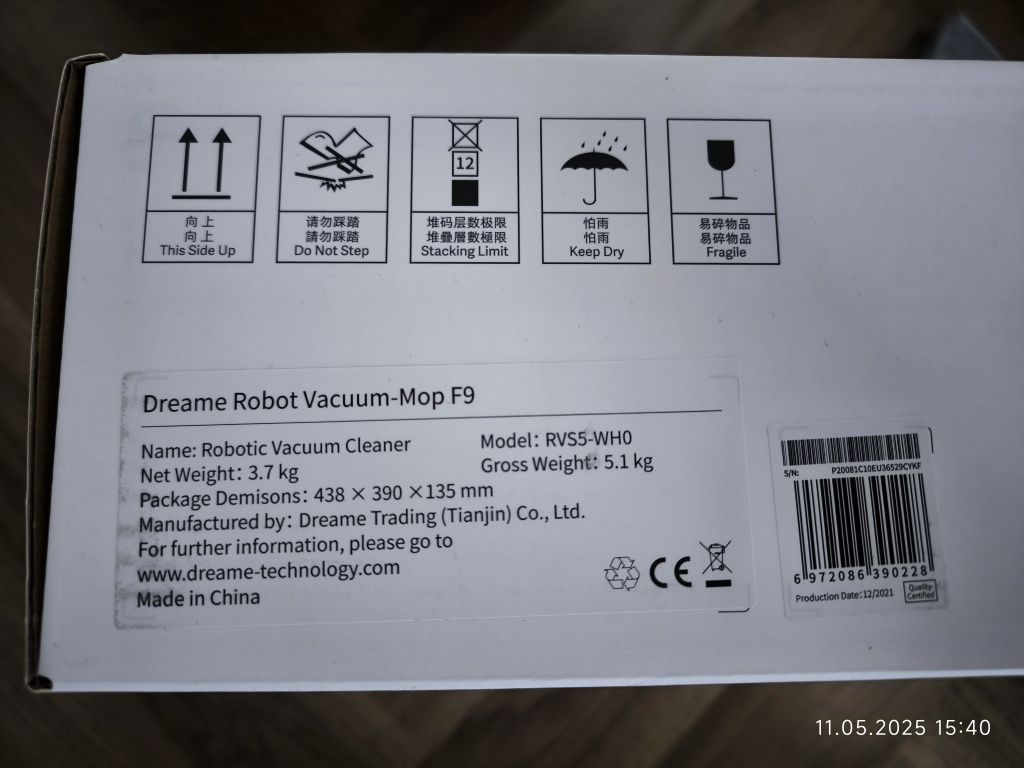 12
向上
向上
This Side Up
请勿踩踏
請勿踩踏
Do Not Step
堆码层数极限
堆疊層數極限
Stacking Limit
怕雨
怕雨
Keep Dry
易碎物品
易碎物品
Fragile
Dreame Robot Vacuum-Mop F9
Name: Robotic Vacuum Cleaner
Model: RVS5-WH0
Net Weight: 3.7 kg
Gross Weight: 5.1 kg
Package Demisons: 438 × 390 ×135 mm
Manufactured by: Dreame Trading (Tianjin) Co., Ltd.
For further information, please go to
www.dreame-technology.com
Made in China
CE
S/N: P20081C10EU36529CYKF
6 972086 390228
Production Date:12/2021
Quality
Certified
11.05.2025 15:40